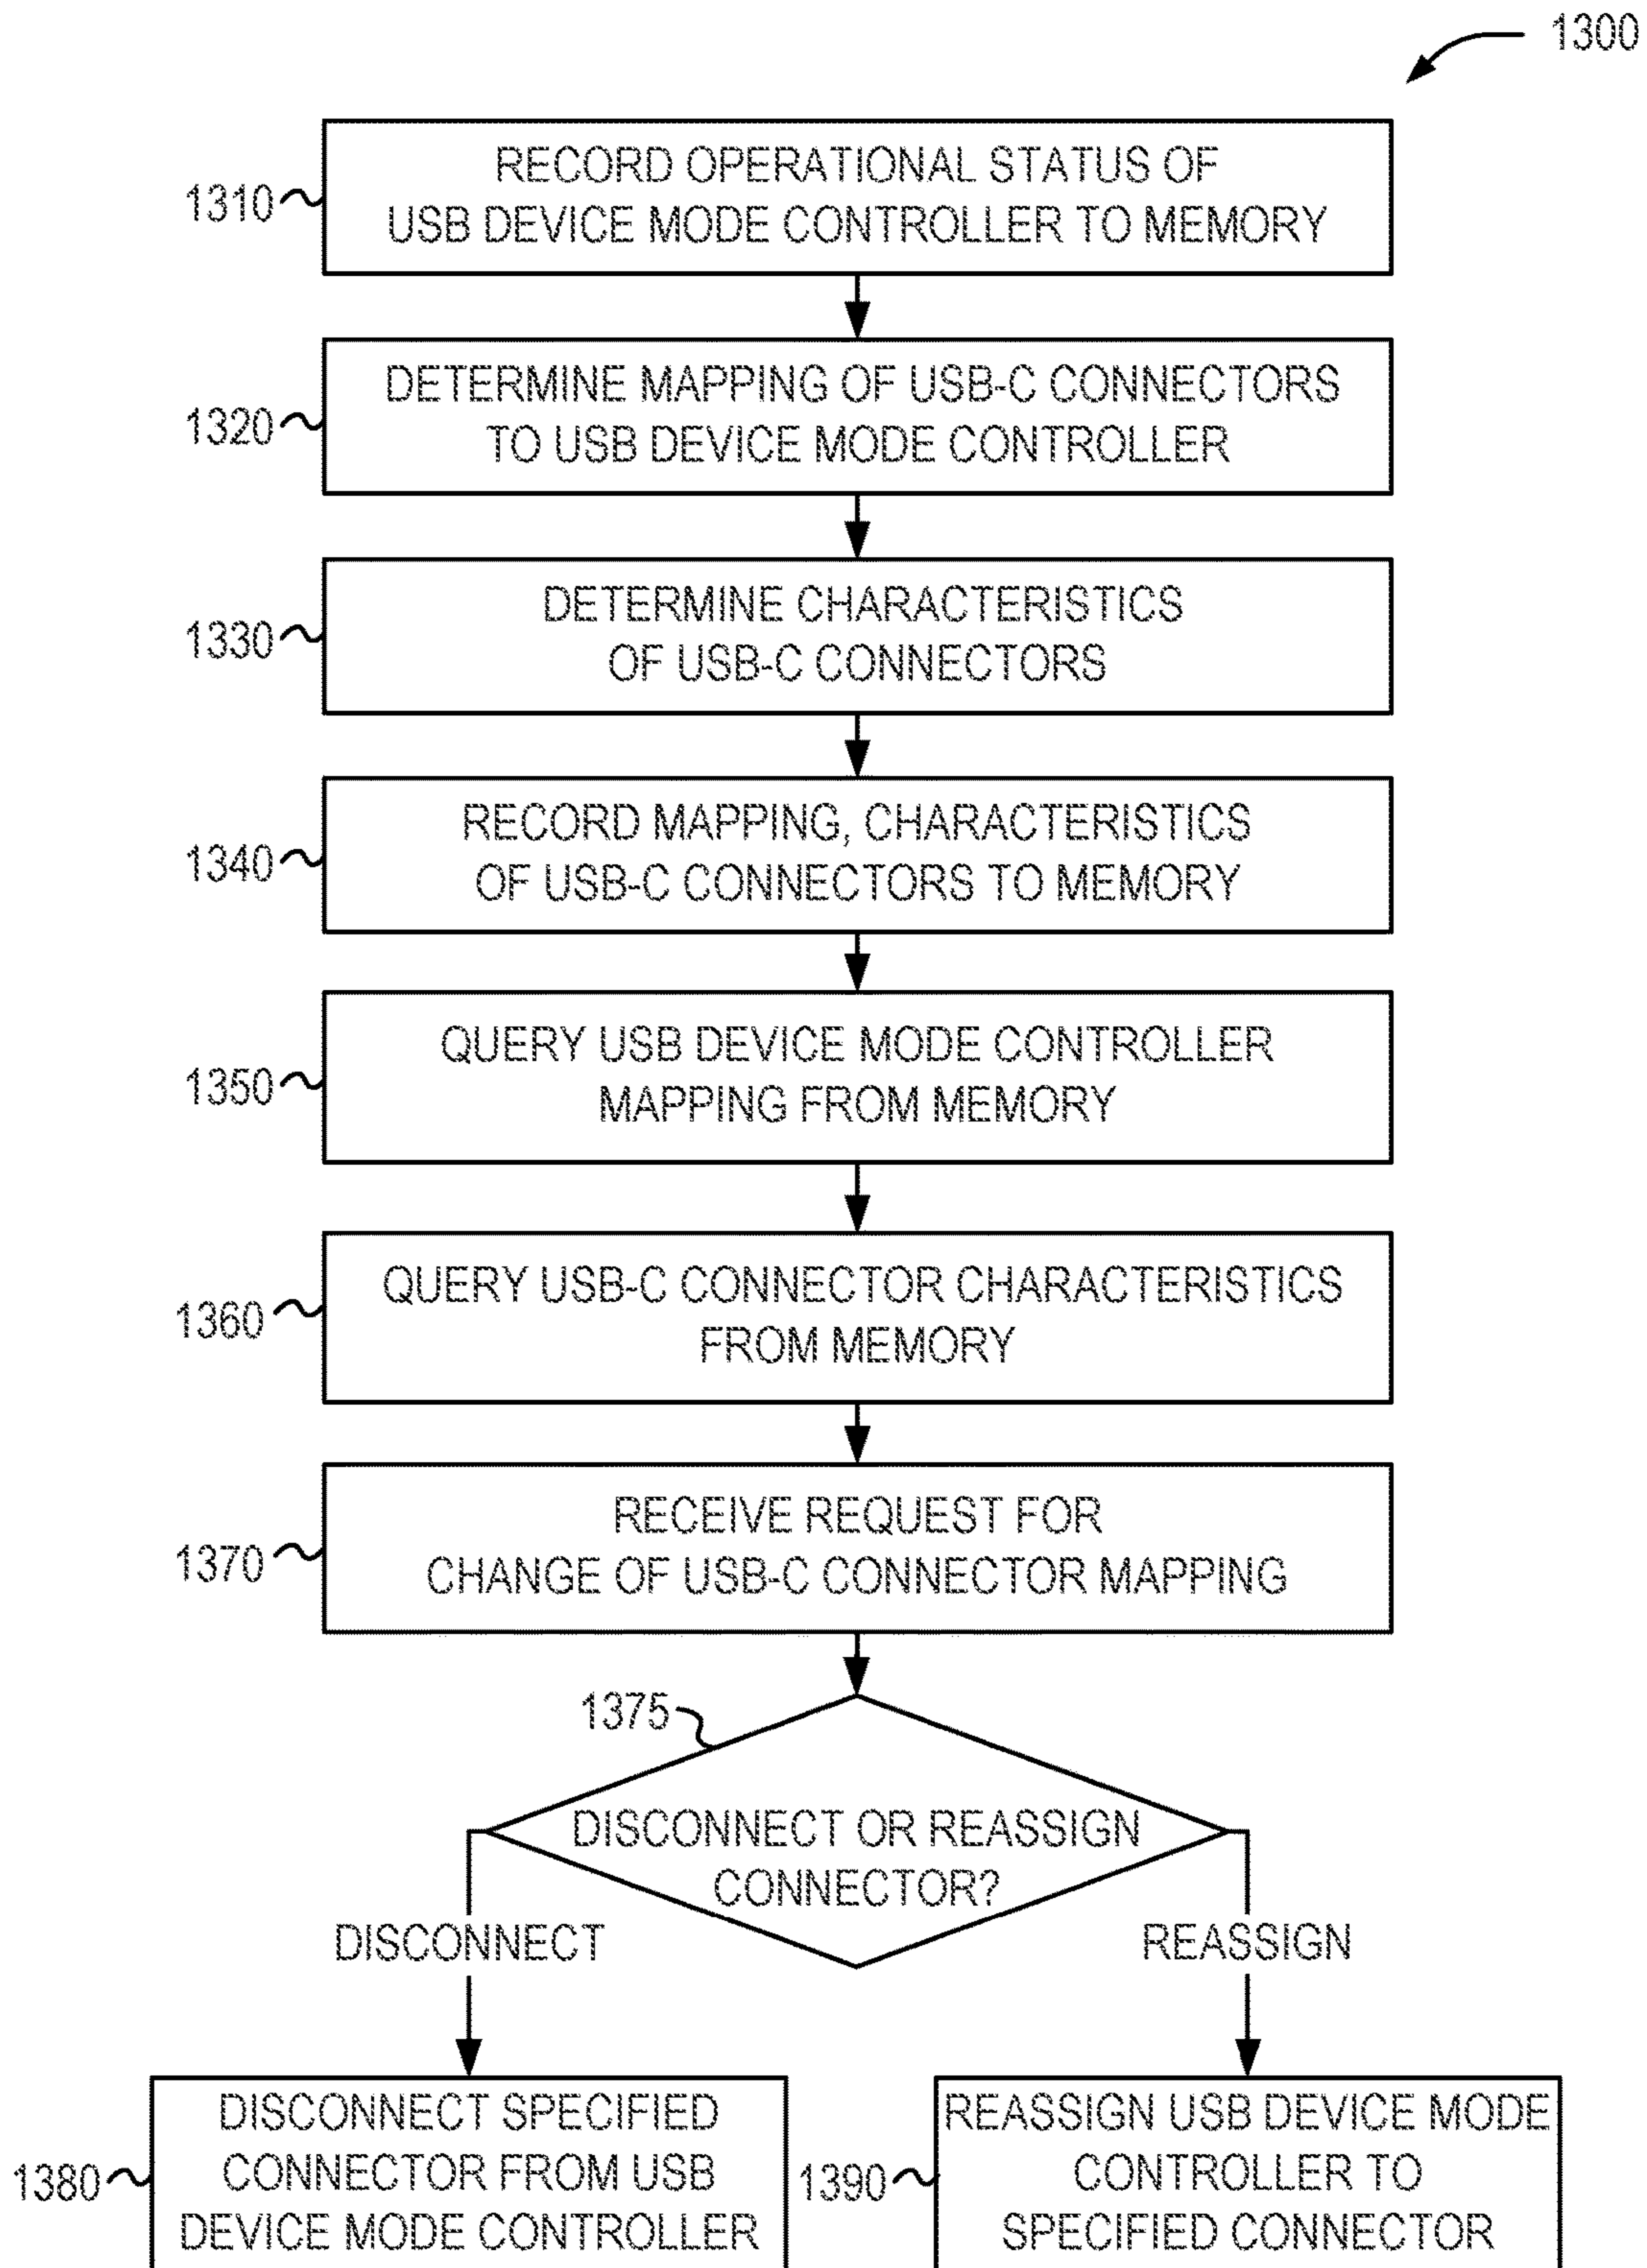 1300
RECORD OPERATIONAL STATUS OF
USB DEVICE MODE CONTROLLER TO MEMORY
1310
DETERMINE MAPPING OF USB-C CONNECTORS
TO USB DEVICE MODE CONTROLLER
1320
DETERMINE CHARACTERISTICS
OF USB-C CONNECTORS
1330
RECORD MAPPING, CHARACTERISTICS
OF USB-C CONNECTORS TO MEMORY
1340
QUERY USB DEVICE MODE CONTROLLER
MAPPING FROM MEMORY
1350
QUERY USB-C CONNECTOR CHARACTERISTICS
FROM MEMORY
1360
RECEIVE REQUEST FOR
CHANGE OF USB-C CONNECTOR MAPPING
1370
1375
DISCONNECT OR REASSIGN
CONNECTOR?
DISCONNECT
REASSIGN
DISCONNECT SPECIFIED
CONNECTOR FROM USB
DEVICE MODE CONTROLLER
1380
REASSIGN USB DEVICE MODE
CONTROLLER TO
SPECIFIED CONNECTOR
1390